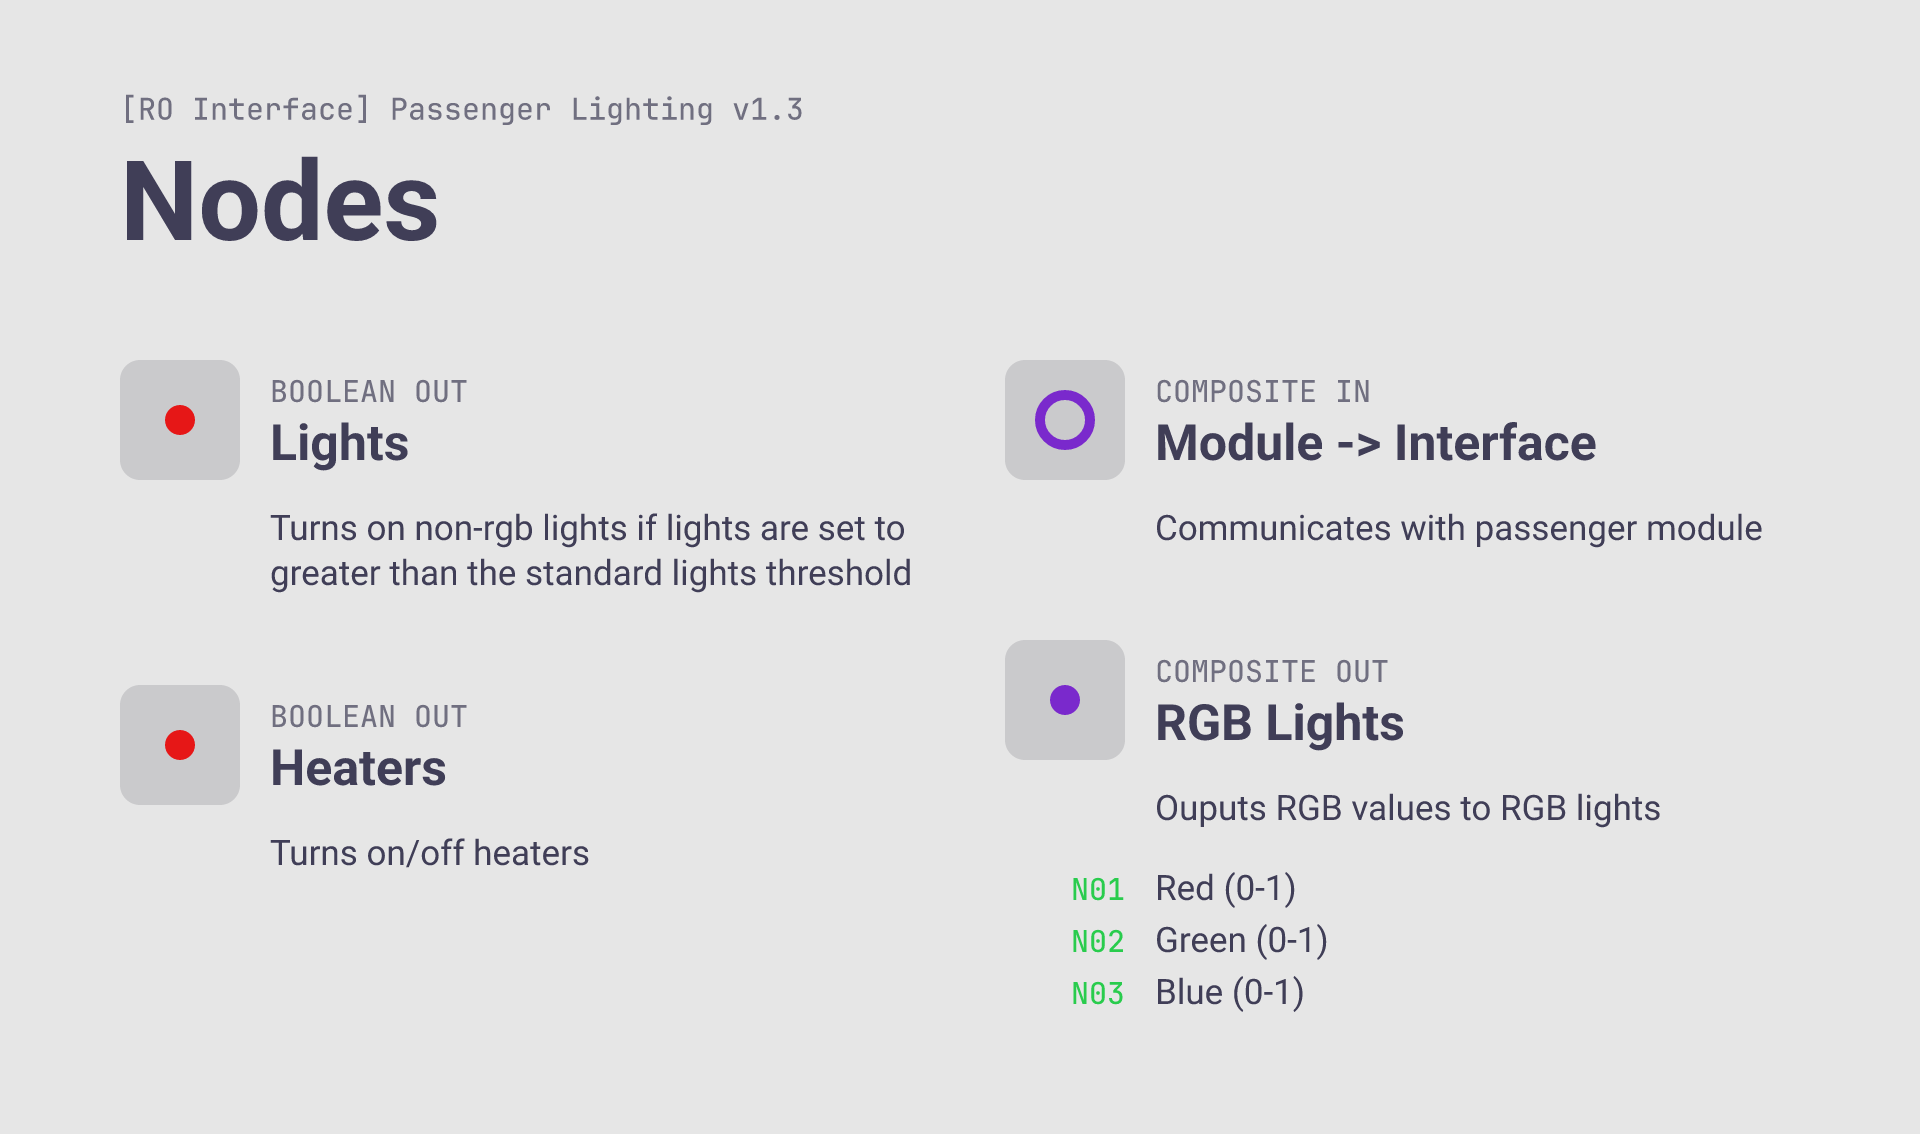 [RO Interface] Passenger Lighting v1.3
Nodes
BOOLEAN OUT
Lights
Turns on non-rgb lights if lights are set to
greater than the standard lights threshold
BOOLEAN OUT
Heaters
Turns on/off heaters
COMPOSITE IN
Module -> Interface
Communicates with passenger module
COMPOSITE OUT
RGB Lights
Ouputs RGB values to RGB lights
N01 Red (0-1)
N02 Green (0-1)
N03 Blue (0-1)